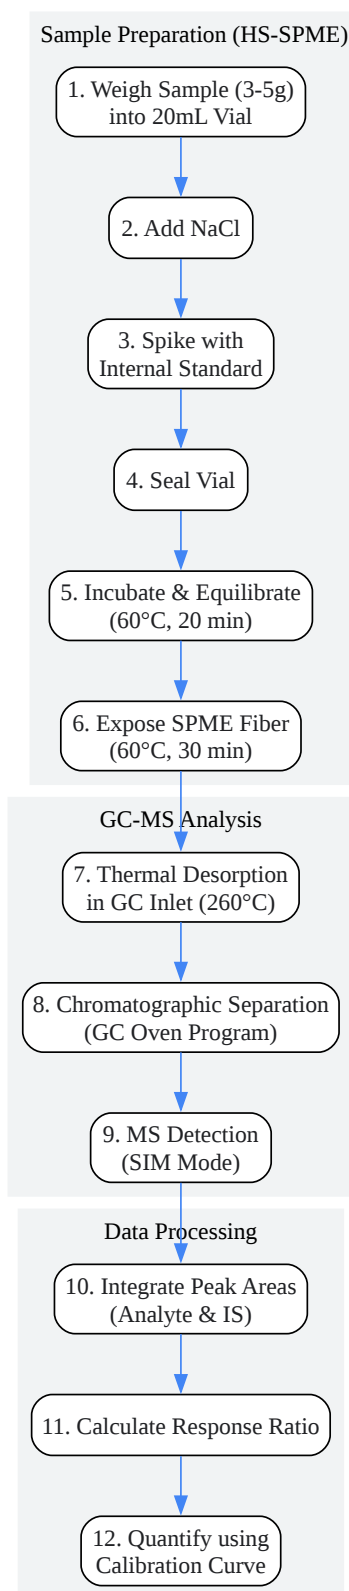 Sample Preparation (HS-SPME)
1. Weigh Sample (3-5g)
into 20mL Vial
2. Add NaCl
3. Spike with
Internal Standard
4. Seal Vial
5. Incubate & Equilibrate
(60°C, 20 min)
6. Expose SPME Fiber
(60°C, 30 min)
GC-MS Analysis
7. Thermal Desorption
in GC Inlet (260°C)
8. Chromatographic Separation
(GC Oven Program)
9. MS Detection
(SIM Mode)
Data Processing
10. Integrate Peak Areas
(Analyte & IS)
11. Calculate Response Ratio
12. Quantify using
Calibration Curve